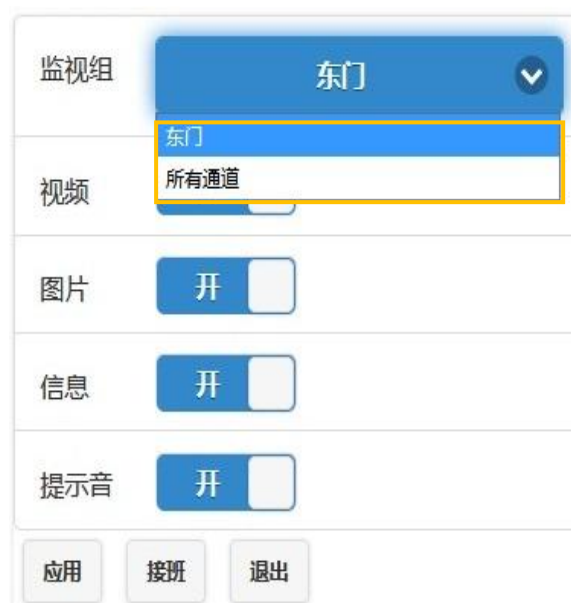 监视组
东门
东门
所有通道
视频
图片 开
信息 开
提示音 开
应用 接班 退出